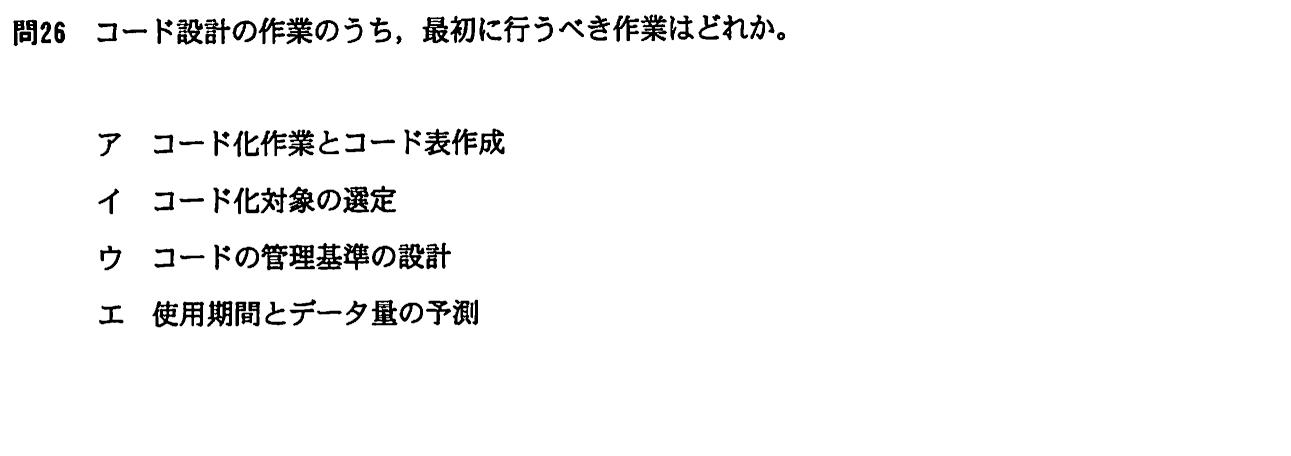 問26 コード設計の作業のうち，最初に行うべき作業はどれか。
ア コード化作業とコード表作成
イ コード化対象の選定
ウ コードの管理基準の設計
エ 使用期間とデータ量の予測